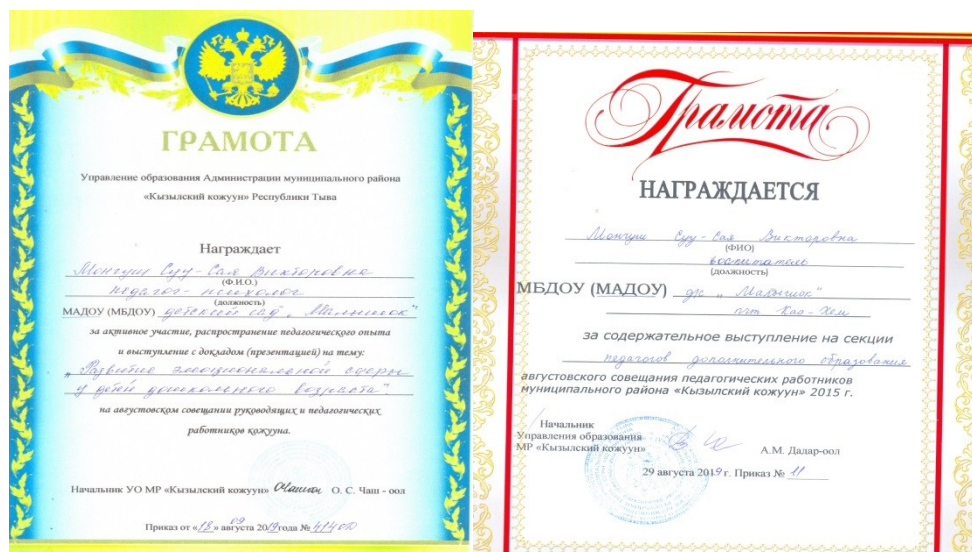 ГРАМОТА
Управление образования Администрации муниципального района
«Кызылский кожуун» Республики Тыва
Награждает
Монгуш Суу-Сая Викторовна
(Ф.И.О.)
педагог-психолог
(должность)
МАДОУ (МБДОУ) детский сад „Малышок"
за активное участие, распространение педагогического опыта
и выступление с докладом (презентацией) на тему:
„Развитие эмоциональной сферы
у детей дошкольного возраста"
на августовском совещании руководящих и педагогических
работников кожууна.
Начальник УО МР «Кызылский кожуун» О. С. Чаш - оол
Приказ от «18» августа 09 2019года №
Грамота
НАГРАЖДАЕТСЯ
Монгуш Суу-Сая Викторовна
(ФИО)
воспитатель
(должность)
МБДОУ (МАДОУ) д/с „Малышок"
пгт Каа-Хем
за содержательное выступление на секции
педагогов дополнительного образования
августовского совещания педагогических работников
муниципального района «Кызылский кожуун» 2015 г.
Начальник
Управления образования
МР «Кызылский кожуун» А.М. Дадар-оол
29 августа 2019г. Приказ № 11